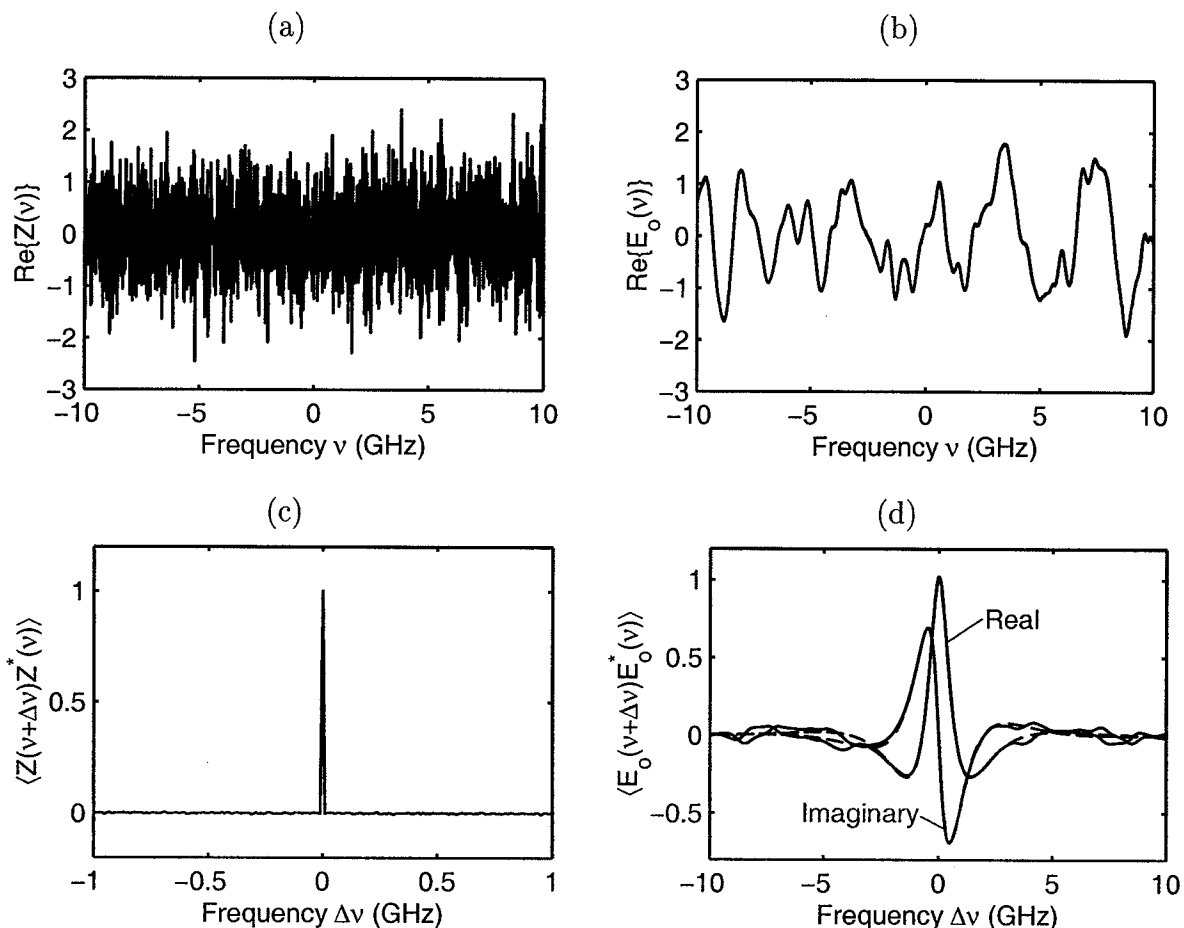 (a)
Re{Z(ν)}
3
2
1
0
−1
−2
−3
−10
−5
0
5
10
Frequency ν (GHz)
(b)
Re{E_o(ν)}
3
2
1
0
−1
−2
−3
−10
−5
0
5
10
Frequency ν (GHz)
(c)
⟨Z(ν+Δν)Z*(ν)⟩
1
0.5
0
−1
−0.5
0
0.5
1
Frequency Δν (GHz)
(d)
⟨E_o(ν+Δν)E_o*(ν)⟩
1
0.5
0
−0.5
Real
Imaginary
−10
−5
0
5
10
Frequency Δν (GHz)